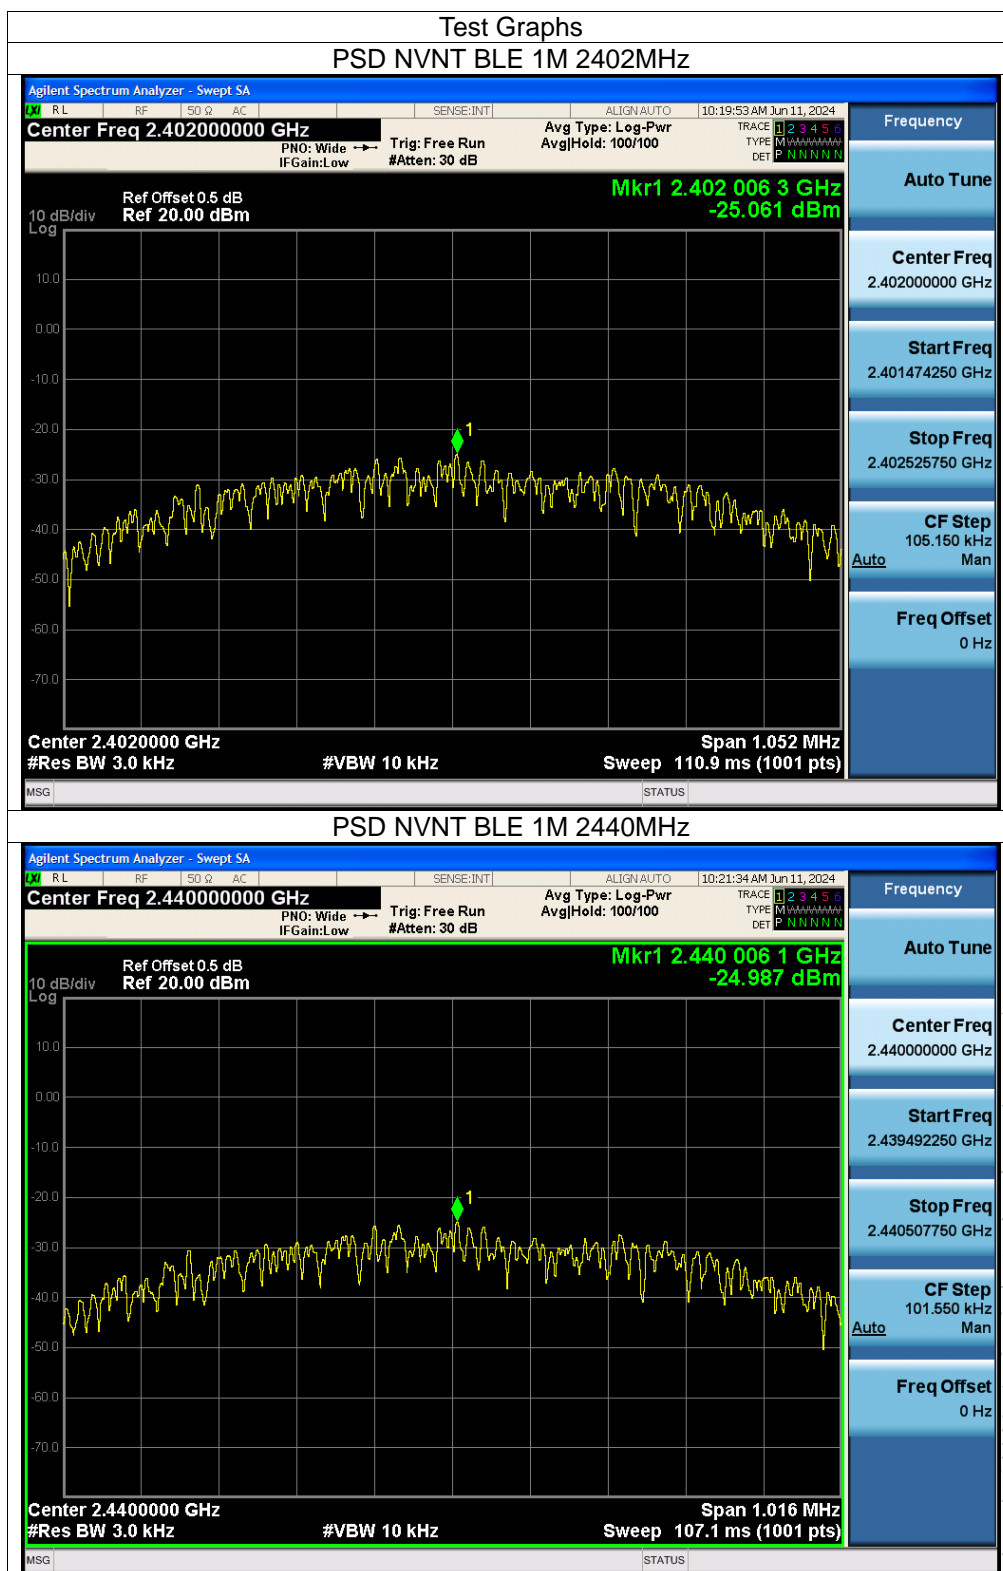 Test Graphs
PSD NVNT BLE 1M 2402MHz
Agilent Spectrum Analyzer - Swept SA
LXI RL RF 50 Ω AC SENSE:INT ALIGN AUTO 10:19:53 AM Jun 11, 2024
Center Freq 2.402000000 GHz
PNO: Wide
IFGain:Low
Trig: Free Run
#Atten: 30 dB
Avg Type: Log-Pwr
Avg|Hold: 100/100
TRACE 1 2 3 4 5 6
TYPE M WWWWW
DET P N N N N N
Frequency
Auto Tune
Center Freq
2.402000000 GHz
Start Freq
2.401474250 GHz
Stop Freq
2.402525750 GHz
CF Step
105.150 kHz
Auto Man
Freq Offset
0 Hz
Mkr1 2.402 006 3 GHz
-25.061 dBm
Ref Offset 0.5 dB
10 dB/div Ref 20.00 dBm
Log
10.0
0.00
-10.0
-20.0
1
-30.0
-40.0
-50.0
-60.0
-70.0
Center 2.4020000 GHz Span 1.052 MHz
#Res BW 3.0 kHz #VBW 10 kHz Sweep 110.9 ms (1001 pts)
MSG STATUS
PSD NVNT BLE 1M 2440MHz
Agilent Spectrum Analyzer - Swept SA
LXI RL RF 50 Ω AC SENSE:INT ALIGN AUTO 10:21:34 AM Jun 11, 2024
Center Freq 2.440000000 GHz
PNO: Wide
IFGain:Low
Trig: Free Run
#Atten: 30 dB
Avg Type: Log-Pwr
Avg|Hold: 100/100
TRACE 1 2 3 4 5 6
TYPE M WWWWW
DET P N N N N N
Frequency
Auto Tune
Center Freq
2.440000000 GHz
Start Freq
2.439492250 GHz
Stop Freq
2.440507750 GHz
CF Step
101.550 kHz
Auto Man
Freq Offset
0 Hz
Mkr1 2.440 006 1 GHz
-24.987 dBm
Ref Offset 0.5 dB
10 dB/div Ref 20.00 dBm
Log
10.0
0.00
-10.0
-20.0
1
-30.0
-40.0
-50.0
-60.0
-70.0
Center 2.4400000 GHz Span 1.016 MHz
#Res BW 3.0 kHz #VBW 10 kHz Sweep 107.1 ms (1001 pts)
MSG STATUS